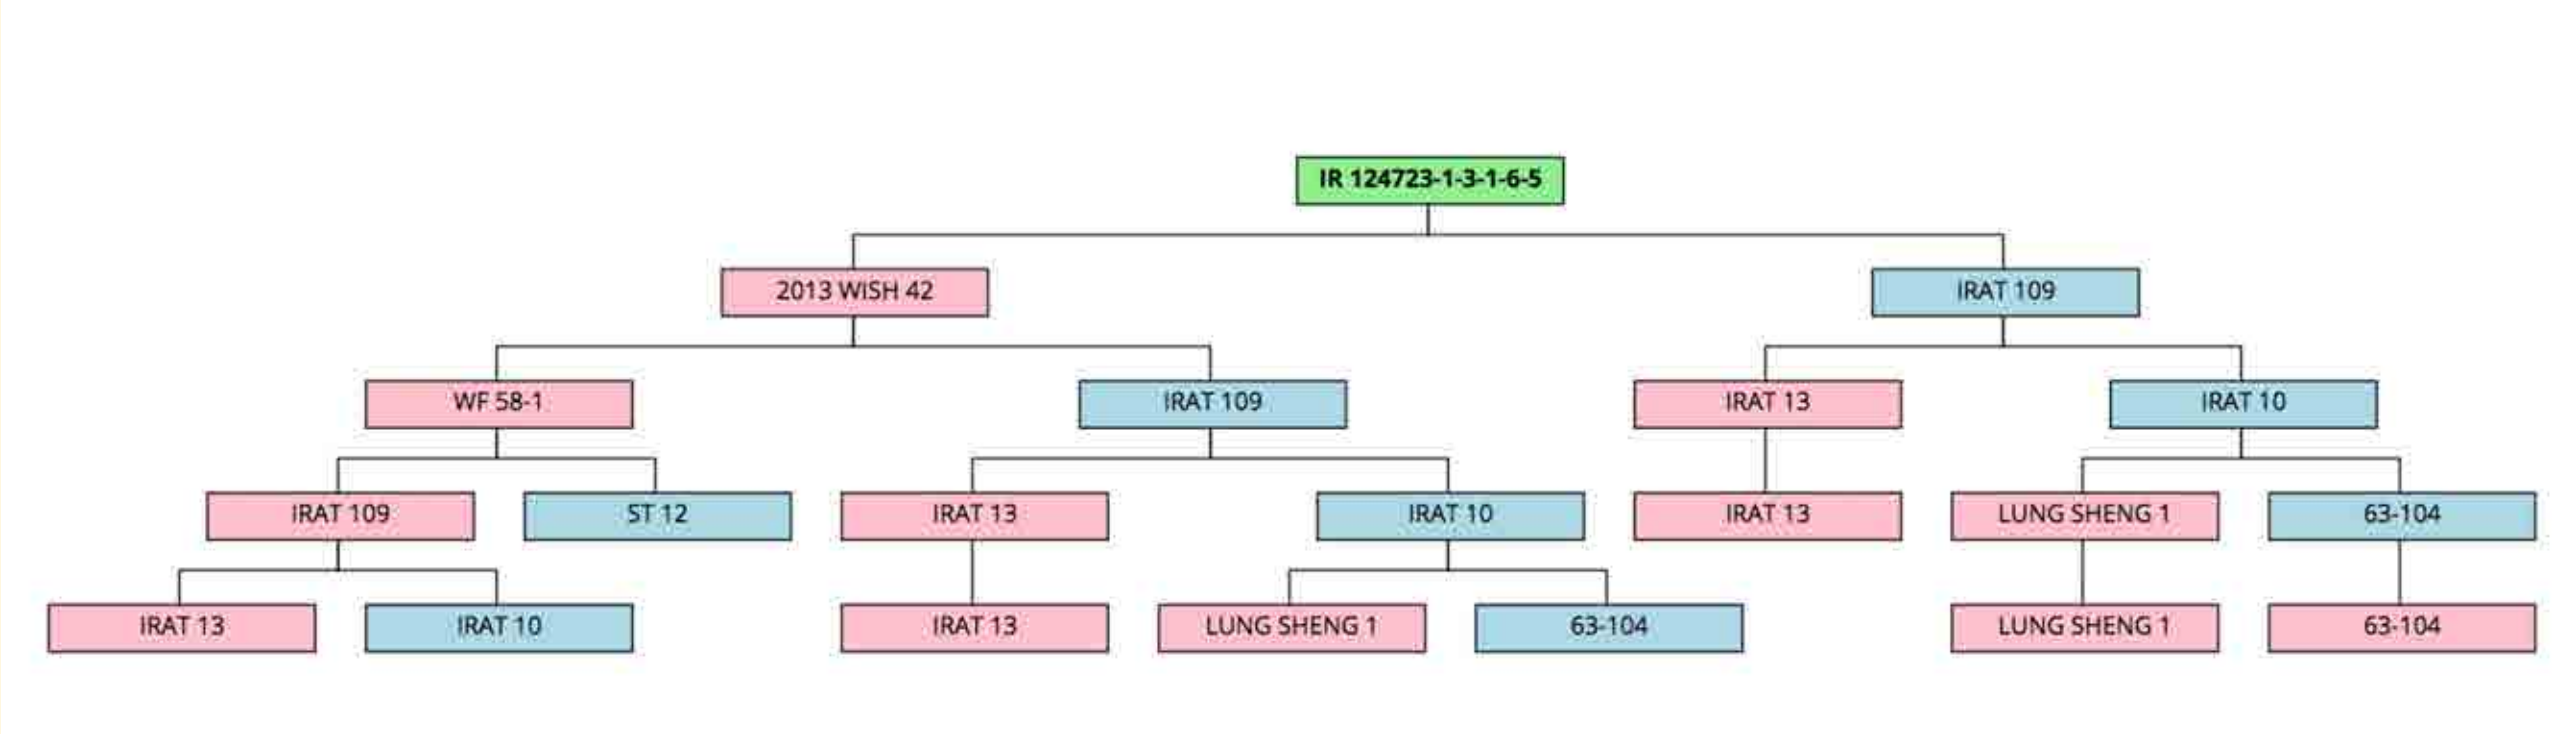 IR 124723-1-3-1-6-5
2013 WISH 42
IRAT 109
WF 58-1
IRAT 109
IRAT 13
IRAT 10
IRAT 109
ST 12
IRAT 13
IRAT 10
IRAT 13
LUNG SHENG 1
63-104
IRAT 13
IRAT 10
IRAT 13
LUNG SHENG 1
63-104
LUNG SHENG 1
63-104